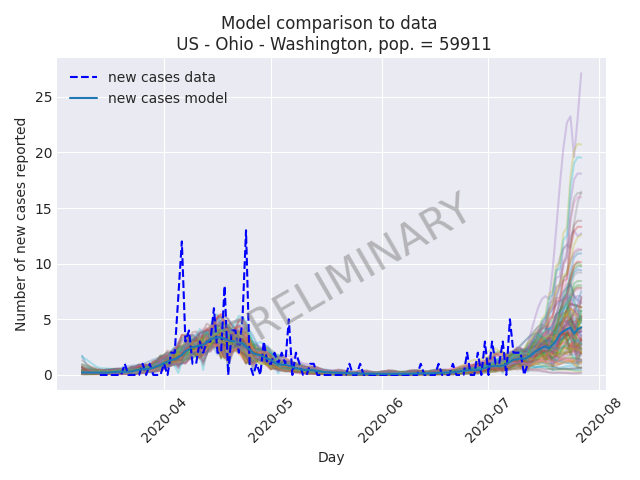 Model comparison to data
US - Ohio - Washington, pop. = 59911
new cases data
new cases model
Number of new cases reported
25
20
15
10
5
0
PRELIMINARY
2020-04
2020-05
2020-06
2020-07
2020-08
Day